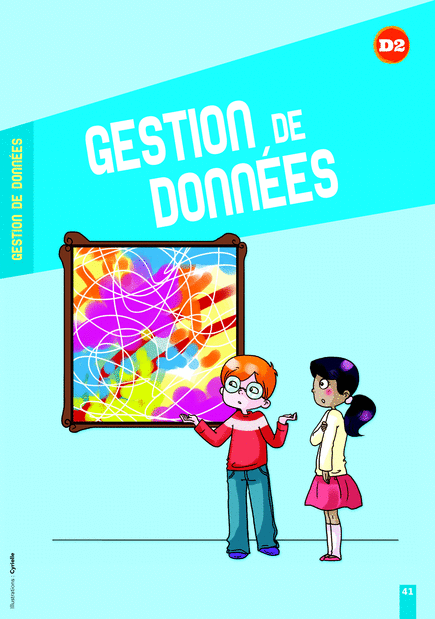 D2
GESTION DE
DONNÉES
GESTION DE DONNÉES
Illustrations : Cyrielle
41